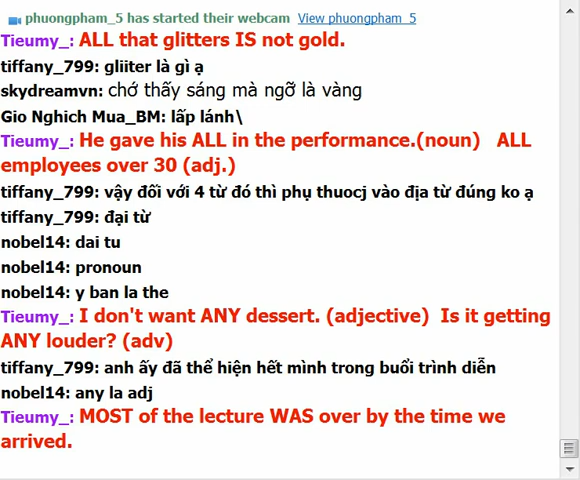 phuongpham_5 has started their webcam View phuongpham_5
Tieumy_: ALL that glitters IS not gold.
tiffany_799: gliiter là gì ạ
skydreamvn: chớ thấy sáng mà ngỡ là vàng
Gio Nghich Mua_BM: lấp lánh\
Tieumy_: He gave his ALL in the performance.(noun) ALL
employees over 30 (adj.)
tiffany_799: vậy đối với 4 từ đó thì phụ thuocj vào địa từ đúng ko ạ
tiffany_799: đại từ
nobel14: dai tu
nobel14: pronoun
nobel14: y ban la the
Tieumy_: I don't want ANY dessert. (adjective) Is it getting
ANY louder? (adv)
tiffany_799: anh ấy đã thể hiện hết mình trong buổi trình diễn
nobel14: any la adj
Tieumy_: MOST of the lecture WAS over by the time we
arrived.